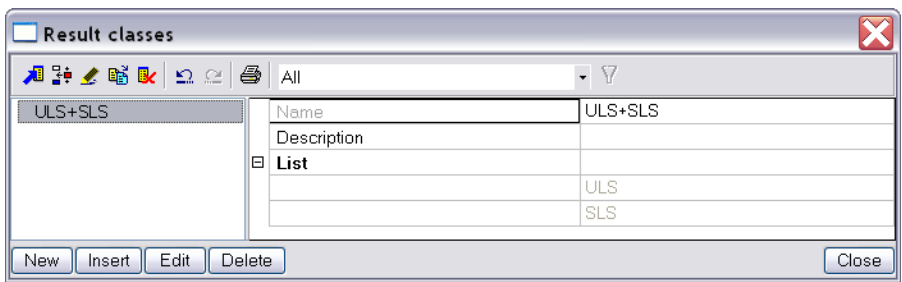 Result classes
All
ULS+SLS
Name ULS+SLS
Description
List
ULS
SLS
New Insert Edit Delete Close